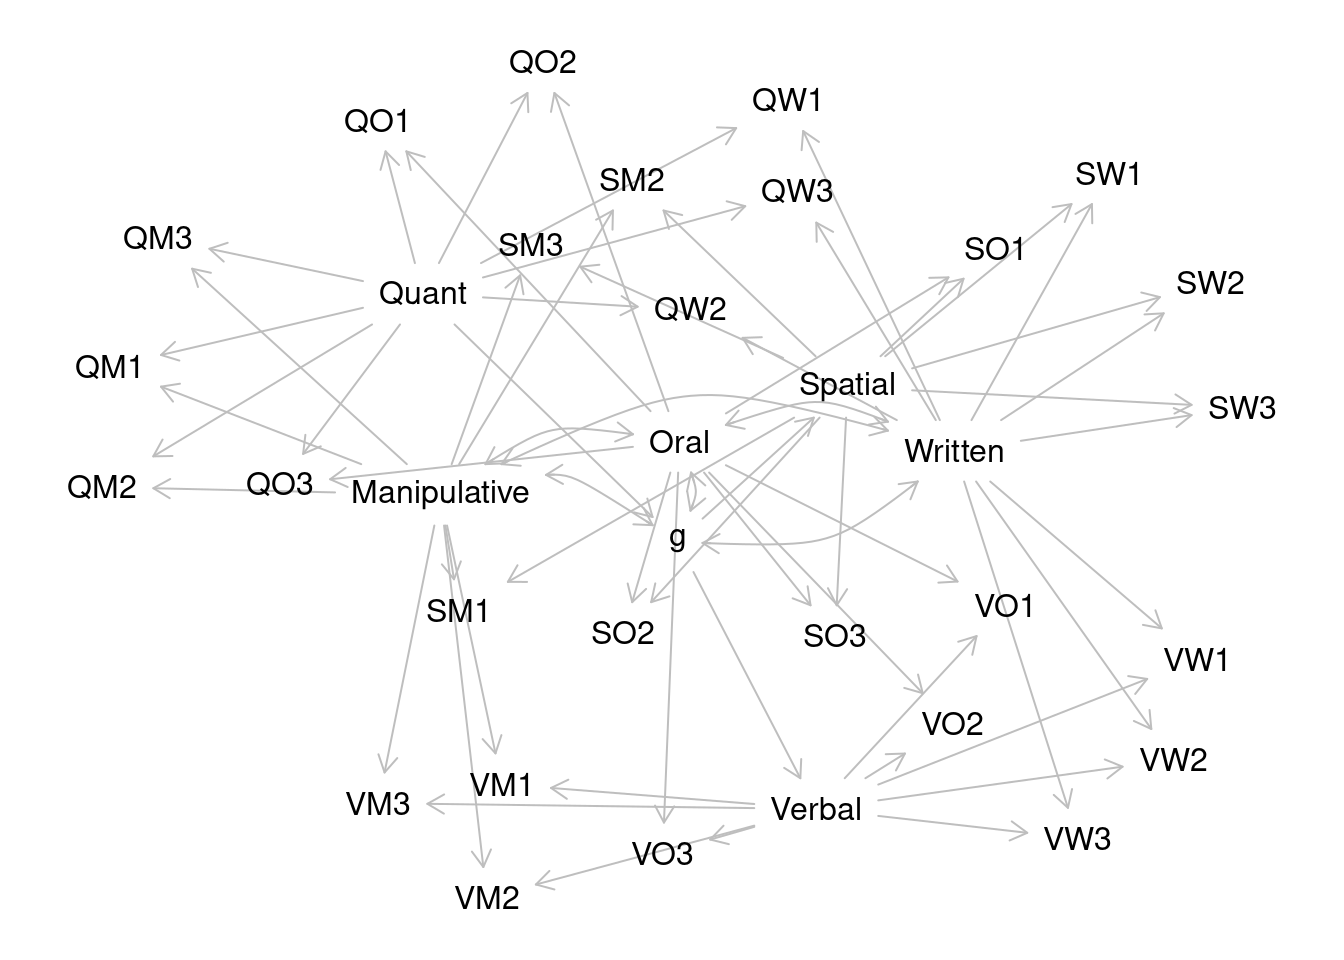 QO2
QW1
QO1
SW1
SM2
QW3
QM3
SM3
SO1
SW2
Quant
QW2
QM1
Spatial
SW3
Oral
Written
QM2
QO3
Manipulative
g
SM1
VO1
SO2
SO3
VW1
VO2
VW2
VM1
VM3
Verbal
VW3
VO3
VM2